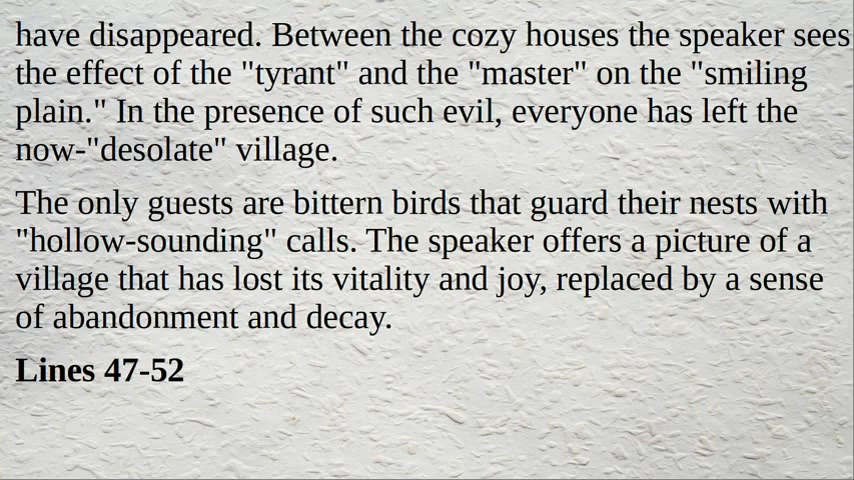 have disappeared. Between the cozy houses the speaker sees
the effect of the "tyrant" and the "master" on the "smiling
plain." In the presence of such evil, everyone has left the
now-"desolate" village.
The only guests are bittern birds that guard their nests with
"hollow-sounding" calls. The speaker offers a picture of a
village that has lost its vitality and joy, replaced by a sense
of abandonment and decay.
Lines 47-52